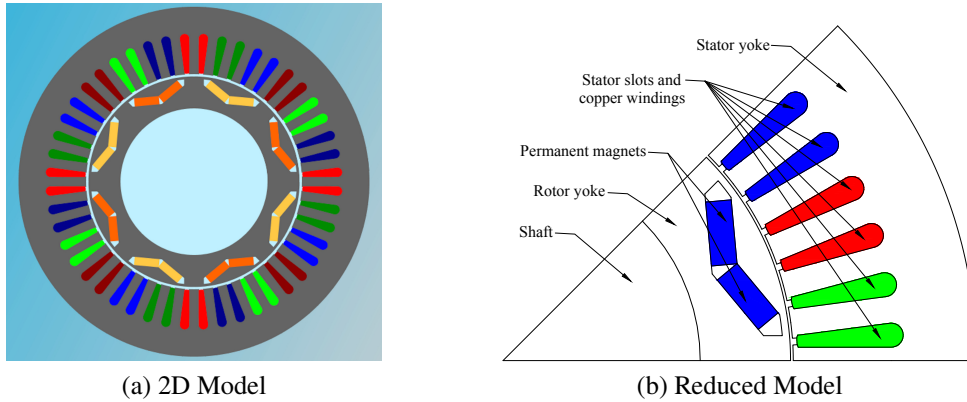 Stator yoke
Stator slots and
copper windings
Permanent magnets
Rotor yoke
Shaft
(a) 2D Model
(b) Reduced Model